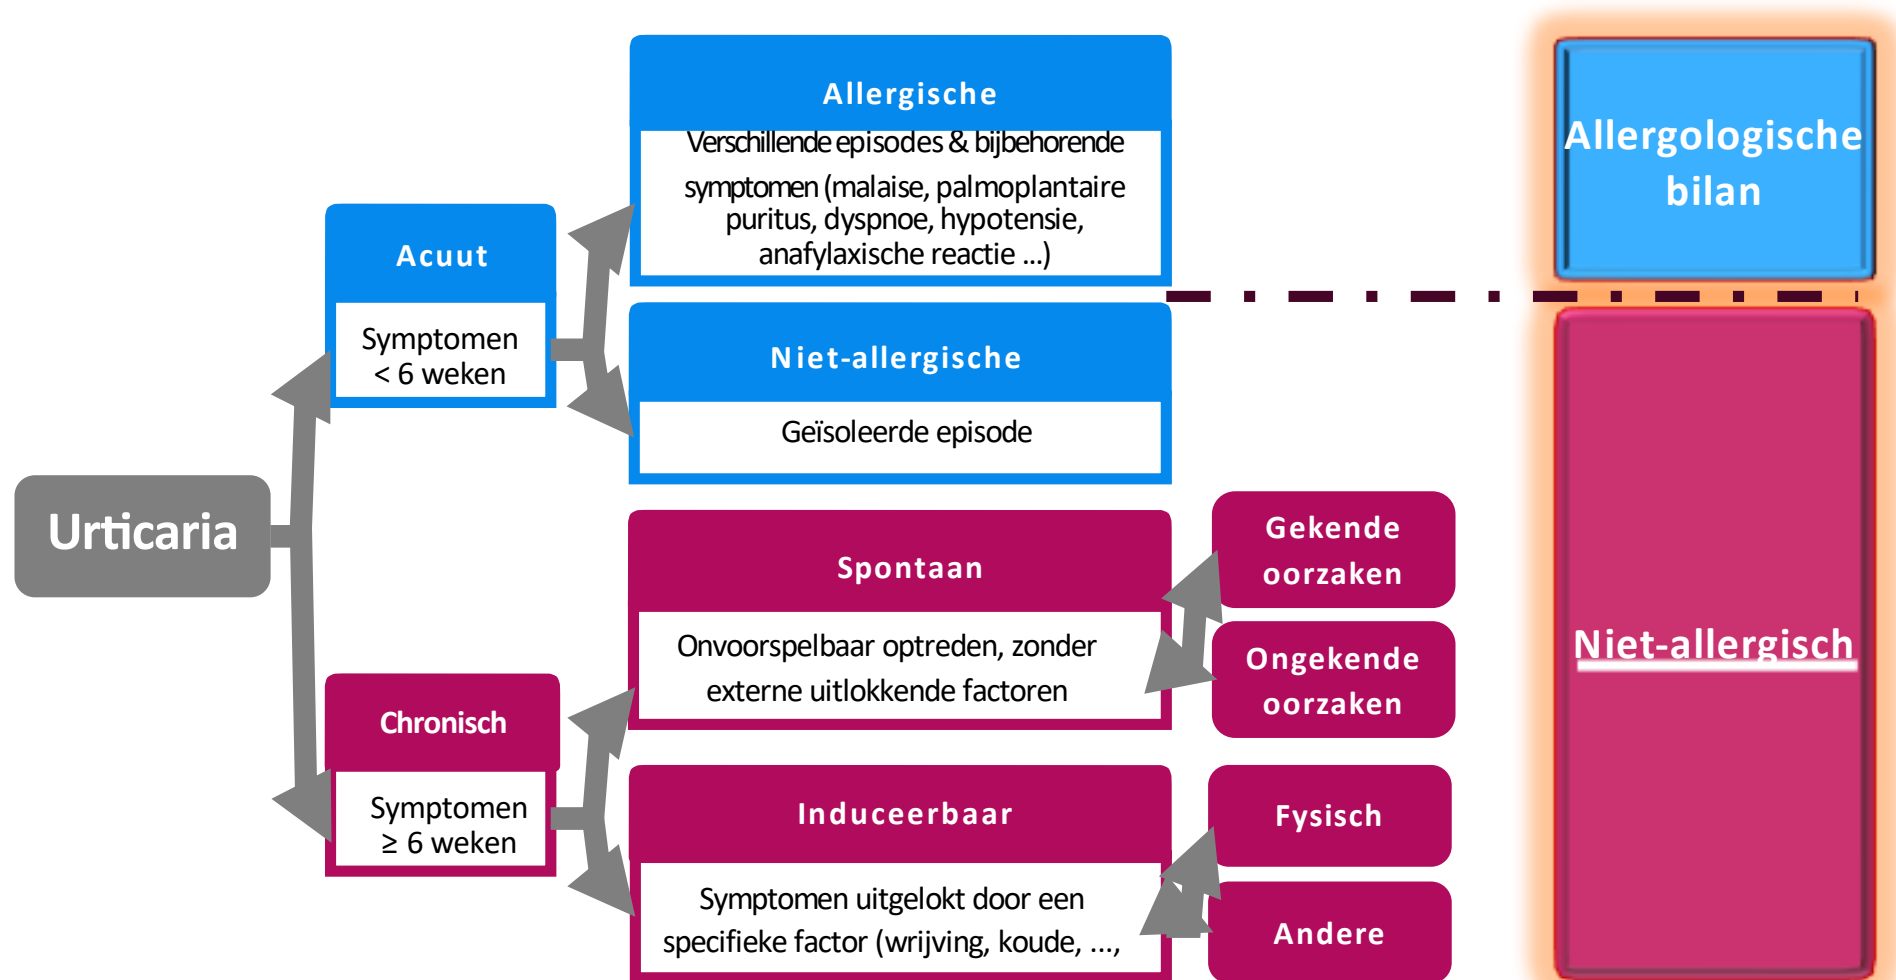 Urticaria
Acuut
Symptomen
< 6 weken
Allergische
Verschillende episodes & bijbehorende
symptomen (malaise, palmoplantaire
puritus, dyspnoe, hypotensie,
anafylaxische reactie ...)
Niet-allergische
Geïsoleerde episode
Chronisch
Symptomen
≥ 6 weken
Spontaan
Onvoorspelbaar optreden, zonder
externe uitlokkende factoren
Gekende
oorzaken
Ongekende
oorzaken
Induceerbaar
Symptomen uitgelokt door een
specifieke factor (wrijving, koude, ...,
Fysisch
Andere
Allergologische
bilan
Niet-allergisch